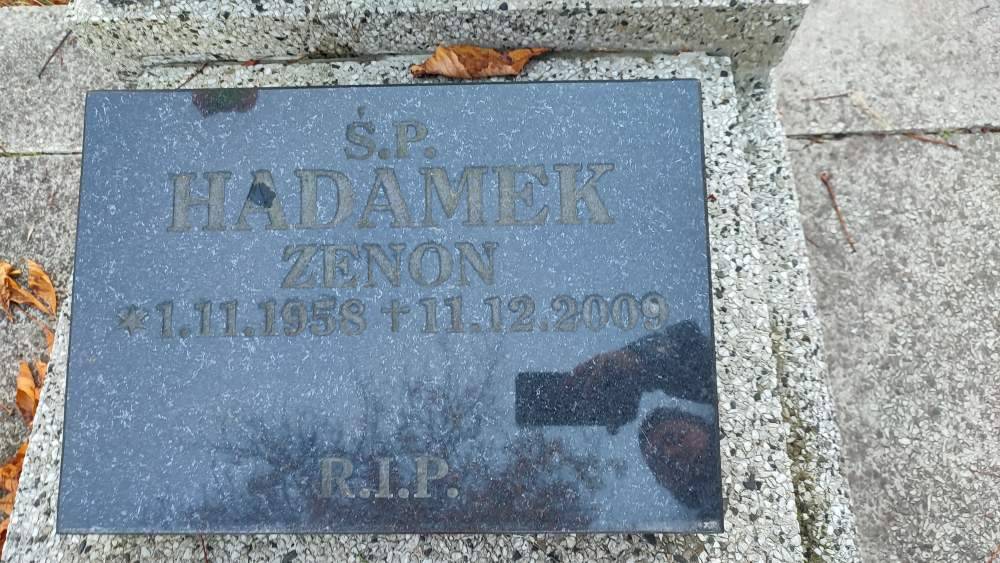 Ś.P.
HADAMEK
ZENON
*1.11.1958 †11.12.2009
R.I.P.